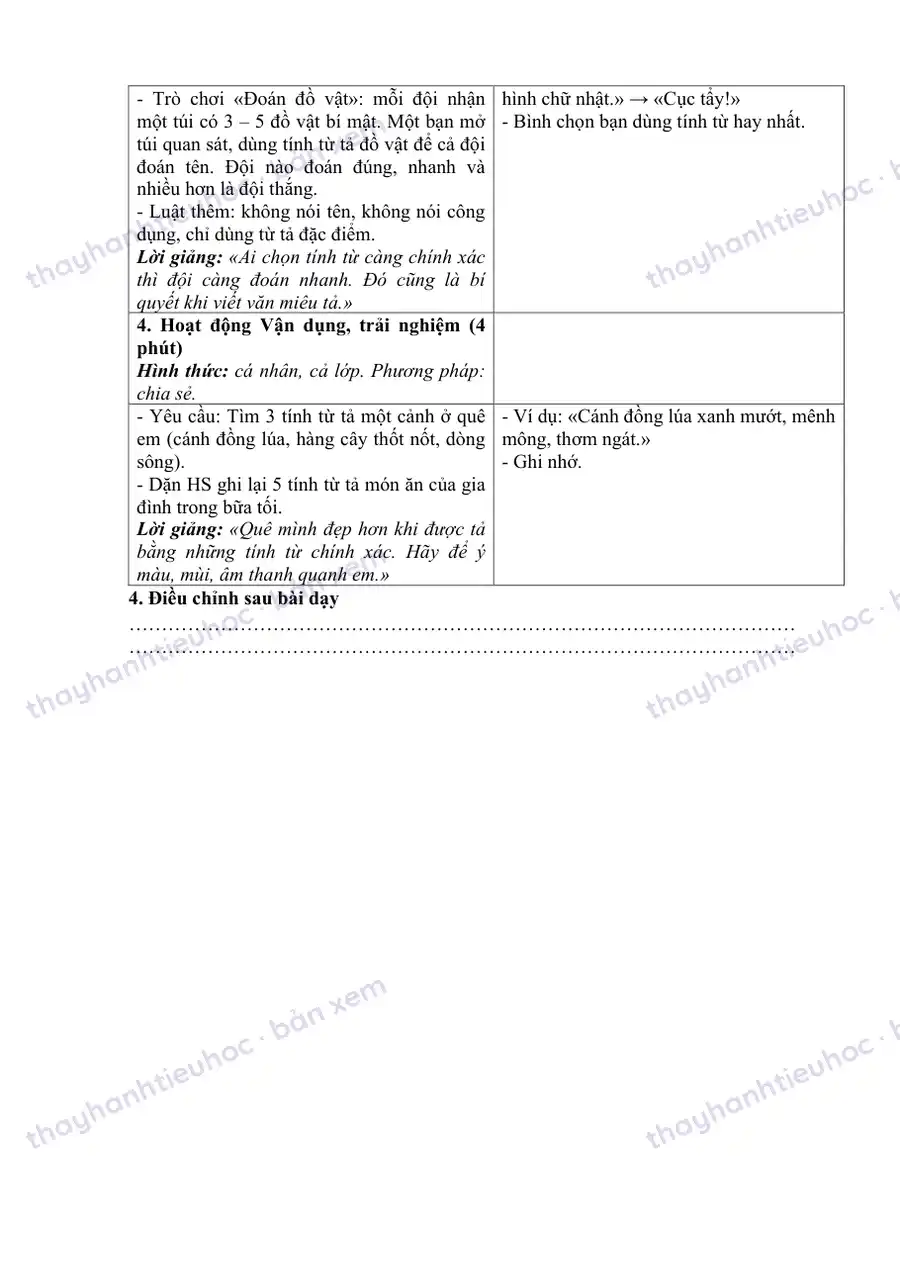 - Trò chơi «Đoán đồ vật»: mỗi đội nhận
một túi có 3 – 5 đồ vật bí mật. Một bạn mở
túi quan sát, dùng tính từ tả đồ vật để cả đội
đoán tên. Đội nào đoán đúng, nhanh và
nhiều hơn là đội thắng.
- Luật thêm: không nói tên, không nói công
dụng, chỉ dùng từ tả đặc điểm.
Lời giảng: «Ai chọn tính từ càng chính xác
thì đội càng đoán nhanh. Đó cũng là bí
quyết khi viết văn miêu tả.»
hình chữ nhật.» → «Cục tẩy!»
- Bình chọn bạn dùng tính từ hay nhất.
4. Hoạt động Vận dụng, trải nghiệm (4
phút)
Hình thức: cá nhân, cả lớp. Phương pháp:
chia sẻ.
- Yêu cầu: Tìm 3 tính từ tả một cảnh ở quê
em (cánh đồng lúa, hàng cây thốt nốt, dòng
sông).
- Dặn HS ghi lại 5 tính từ tả món ăn của gia
đình trong bữa tối.
Lời giảng: «Quê mình đẹp hơn khi được tả
bằng những tính từ chính xác. Hãy để ý
màu, mùi, âm thanh quanh em.»
- Ví dụ: «Cánh đồng lúa xanh mướt, mênh
mông, thơm ngát.»
- Ghi nhớ.
4. Điều chỉnh sau bài dạy
……………………………………………………………………………………
……………………………………………………………………………………
thayhanhtieuhoc · bản xem
thayhanhtieuhoc · b
thayhanhtieuhoc · bản xem
thayhanhtieuhoc · b
thayhanhtieuhoc · bản xem
thayhanhtieuhoc · b